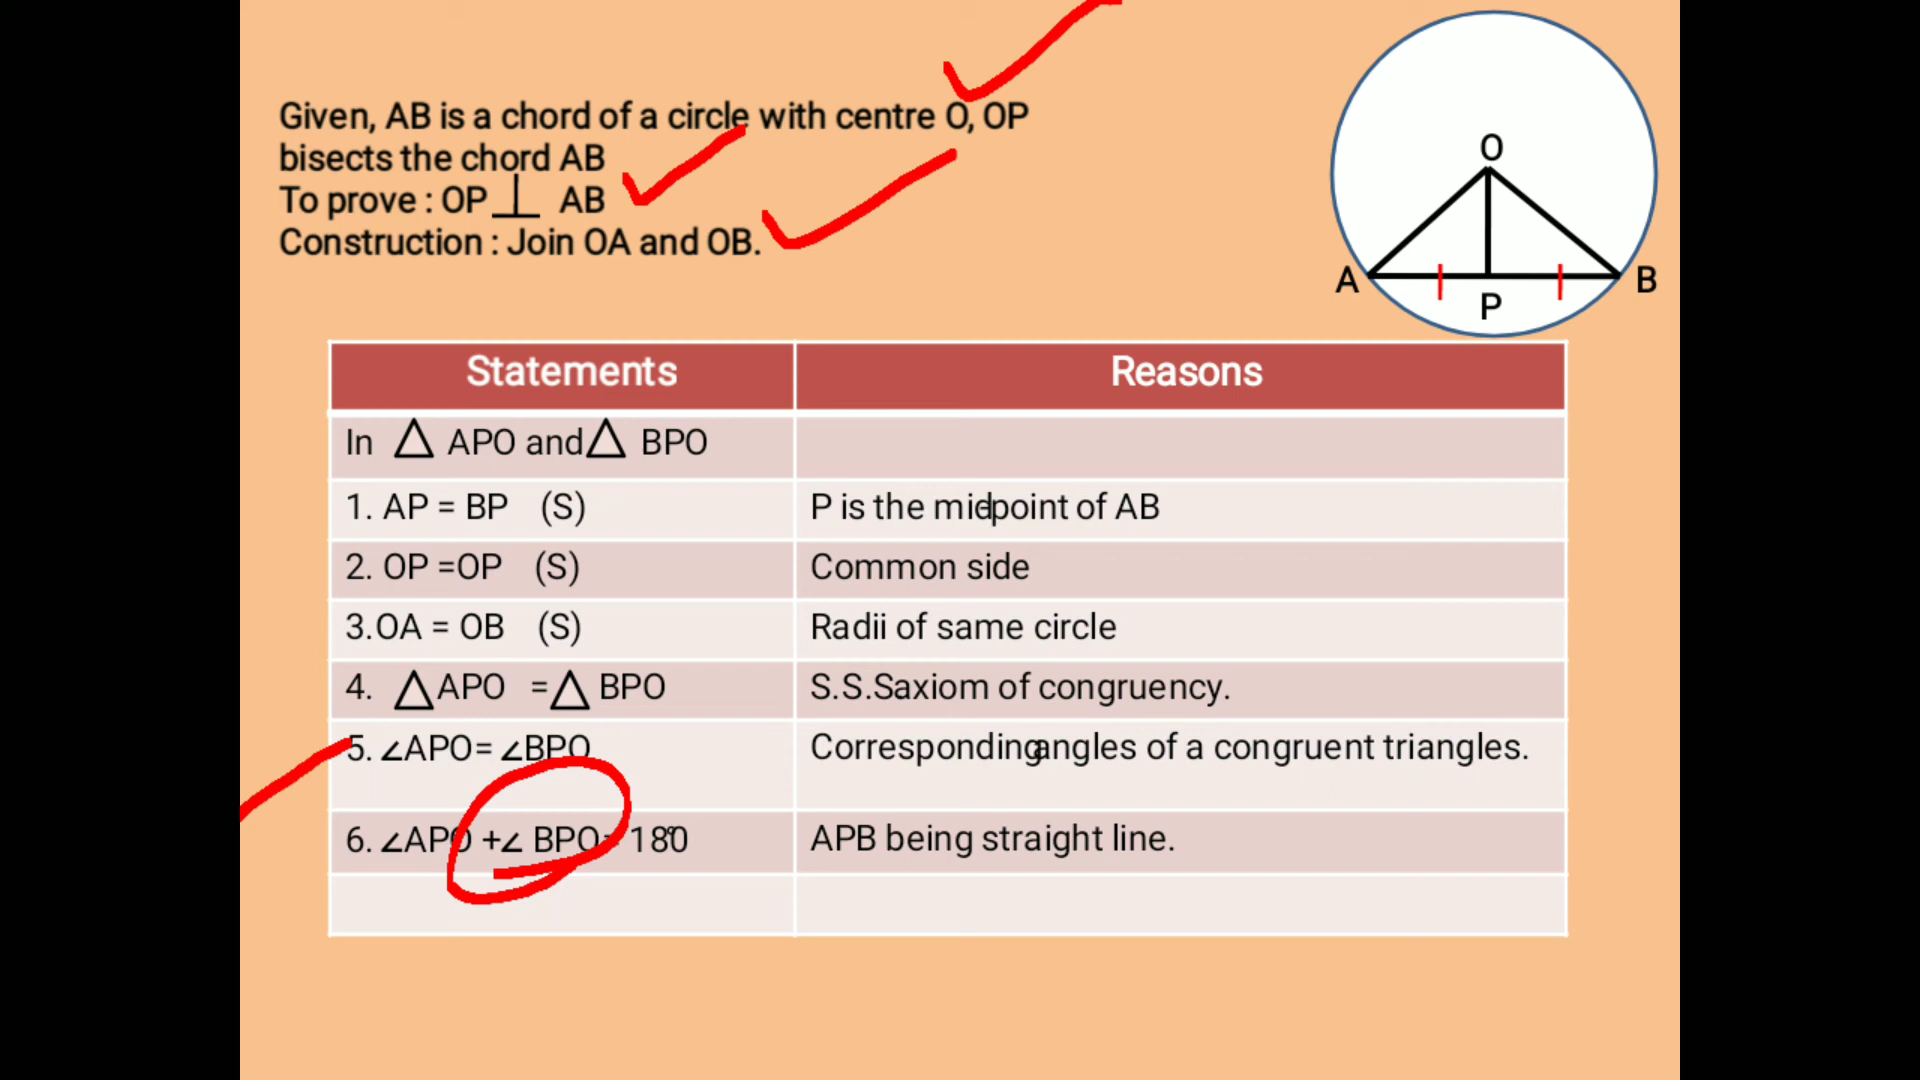 Given, AB is a chord of a circle with centre O, OP
bisects the chord AB
To prove : OP ⊥ AB
Construction : Join OA and OB.
O
A
B
P
Statements Reasons
In △ APO and △ BPO
1. AP = BP (S) P is the midpoint of AB
2. OP =OP (S) Common side
3.OA = OB (S) Radii of same circle
4. △ APO = △ BPO S.S.Saxiom of congruency.
5. ∠APO= ∠BPO Corresponding angles of a congruent triangles.
6. ∠APO +∠ BPO= 180° APB being straight line.